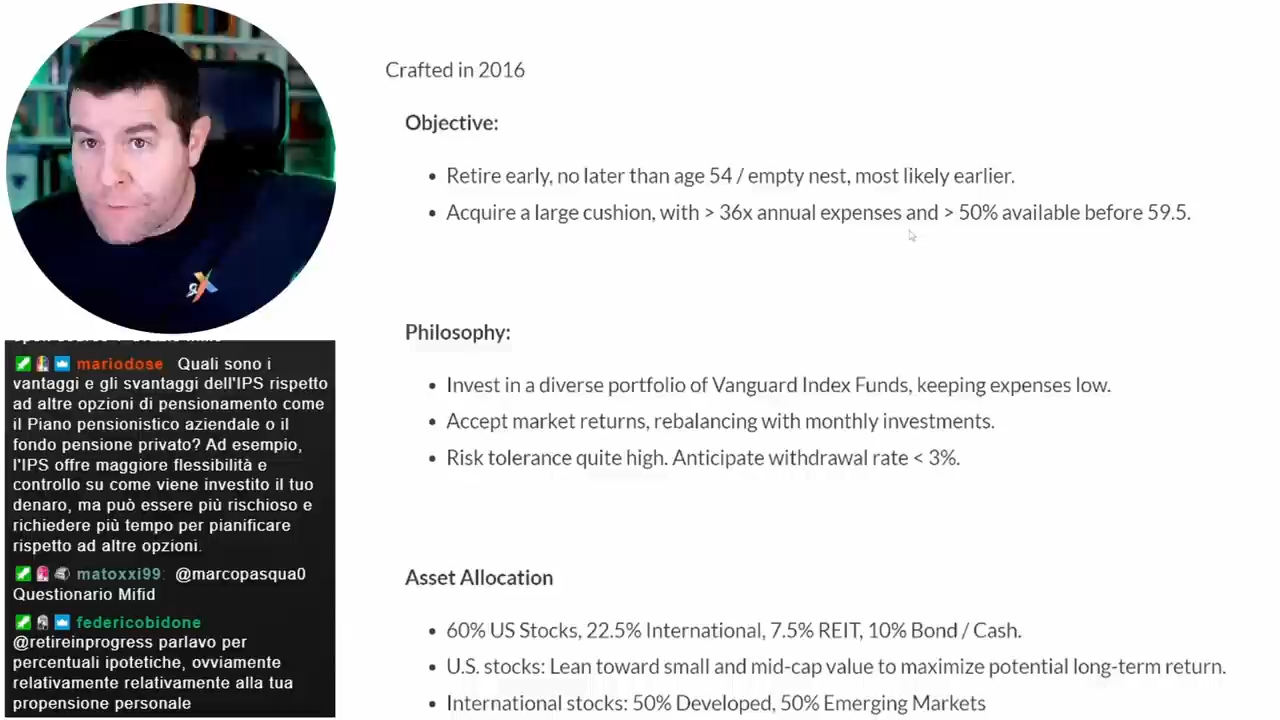 Crafted in 2016
Objective:
Retire early, no later than age 54 / empty nest, most likely earlier.
Acquire a large cushion, with > 36x annual expenses and > 50% available before 59.5.
Philosophy:
Invest in a diverse portfolio of Vanguard Index Funds, keeping expenses low.
Accept market returns, rebalancing with monthly investments.
Risk tolerance quite high. Anticipate withdrawal rate < 3%.
Asset Allocation
60% US Stocks, 22.5% International, 7.5% REIT, 10% Bond / Cash.
U.S. stocks: Lean toward small and mid-cap value to maximize potential long-term return.
International stocks: 50% Developed, 50% Emerging Markets
mariodose Quali sono i
vantaggi e gli svantaggi dell'IPS rispetto
ad altre opzioni di pensionamento come
il Piano pensionistico aziendale o il
fondo pensione privato? Ad esempio,
l'IPS offre maggiore flessibilità e
controllo su come viene investito il tuo
denaro, ma può essere più rischioso e
richiedere più tempo per pianificare
rispetto ad altre opzioni.
matoxxi99: @marcopasqua0
Questionario Mifid
federicobidone
@retireinprogress parlavo per
percentuali ipotetiche, ovviamente
relativamente relativamente alla tua
propensione personale